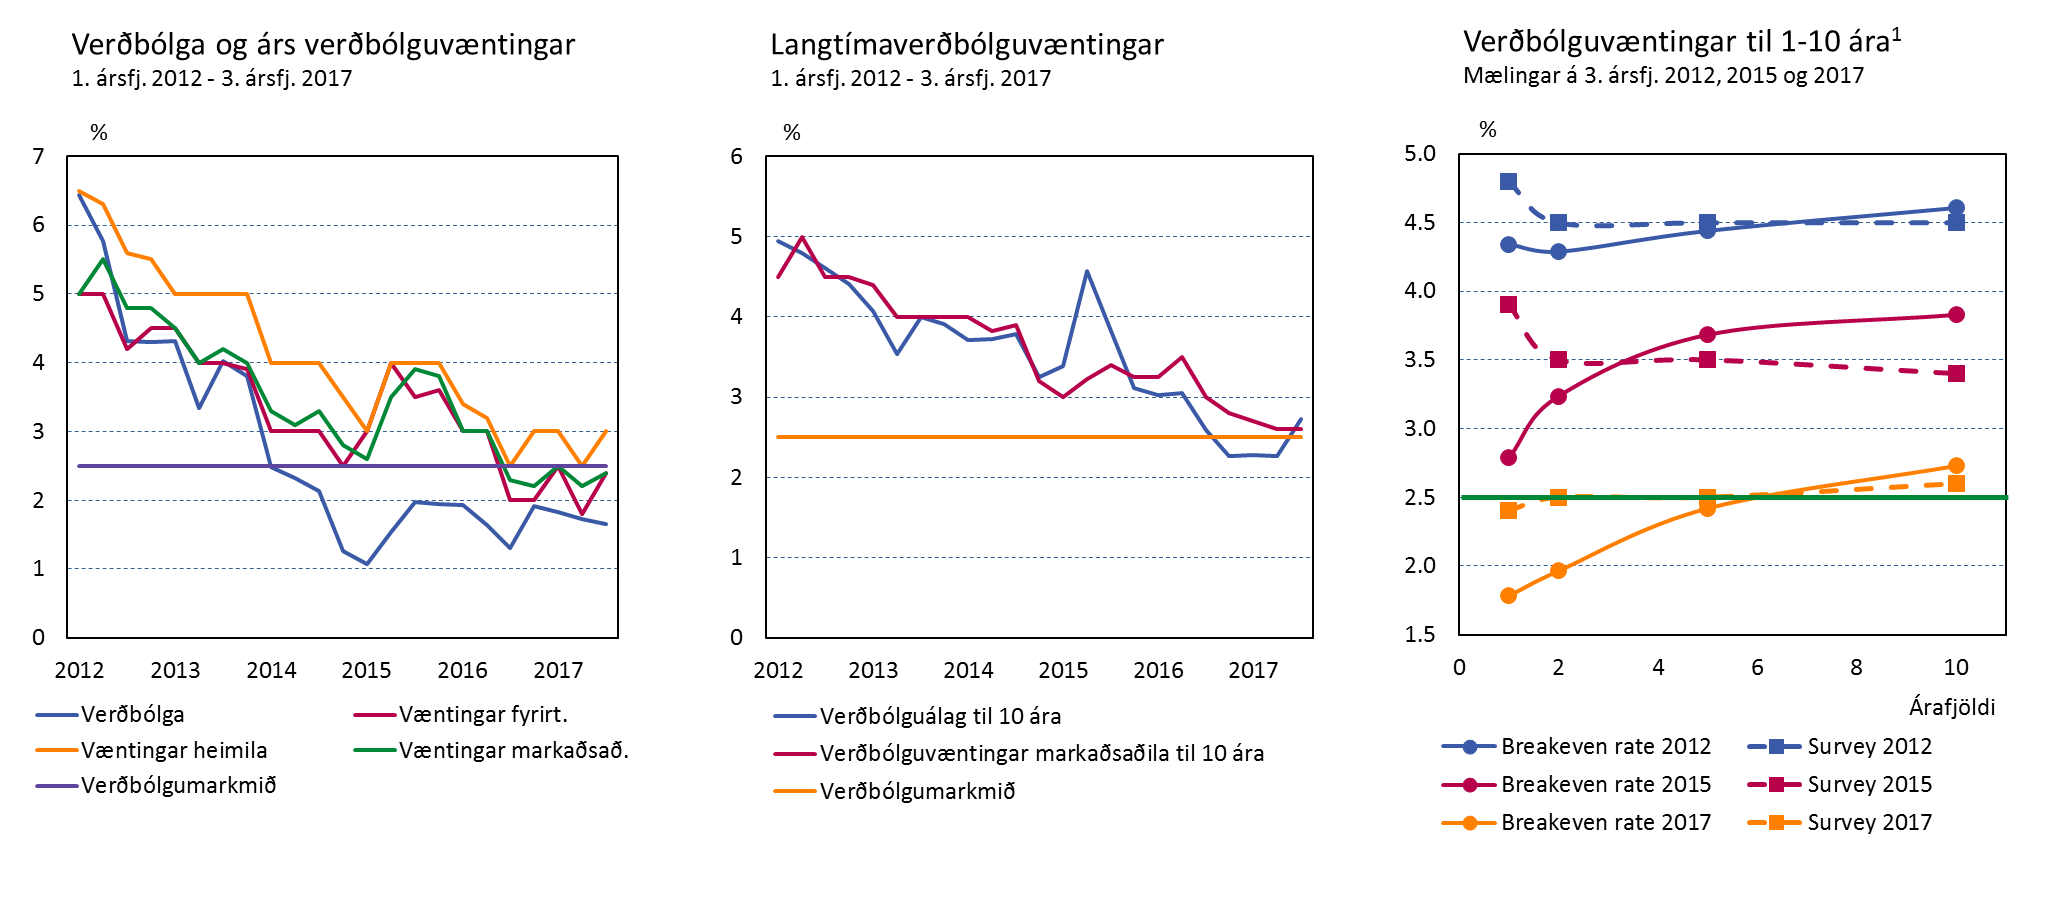 Verðbólga og árs verðbólguvæntingar
1. ársfj. 2012 - 3. ársfj. 2017
%
7
6
5
4
3
2
1
0
2012 2013 2014 2015 2016 2017
Verðbólga Væntingar fyrirt.
Væntingar heimila Væntingar markaðsað.
Verðbólgumarkmið
Langtímaverðbólguvæntingar
1. ársfj. 2012 - 3. ársfj. 2017
%
6
5
4
3
2
1
0
2012 2013 2014 2015 2016 2017
Verðbólguálag til 10 ára
Verðbólguvæntingar markaðsaðila til 10 ára
Verðbólgumarkmið
Verðbólguvæntingar til 1-10 ára¹
Mælingar á 3. ársfj. 2012, 2015 og 2017
%
5.0
4.5
4.0
3.5
3.0
2.5
2.0
1.5
0 2 4 6 8 10
Árafjöldi
Breakeven rate 2012 Survey 2012
Breakeven rate 2015 Survey 2015
Breakeven rate 2017 Survey 2017